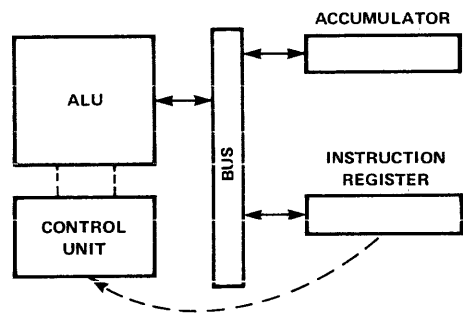 ACCUMULATOR
ALU
BUS
INSTRUCTION
REGISTER
CONTROL
UNIT